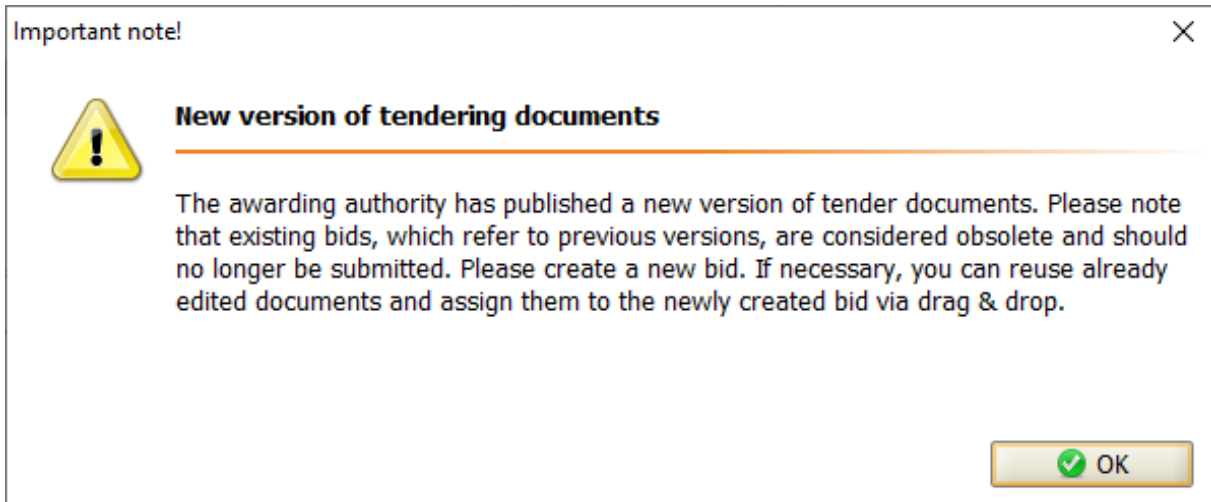 Important note!
New version of tendering documents
The awarding authority has published a new version of tender documents. Please note
that existing bids, which refer to previous versions, are considered obsolete and should
no longer be submitted. Please create a new bid. If necessary, you can reuse already
edited documents and assign them to the newly created bid via drag & drop.
OK